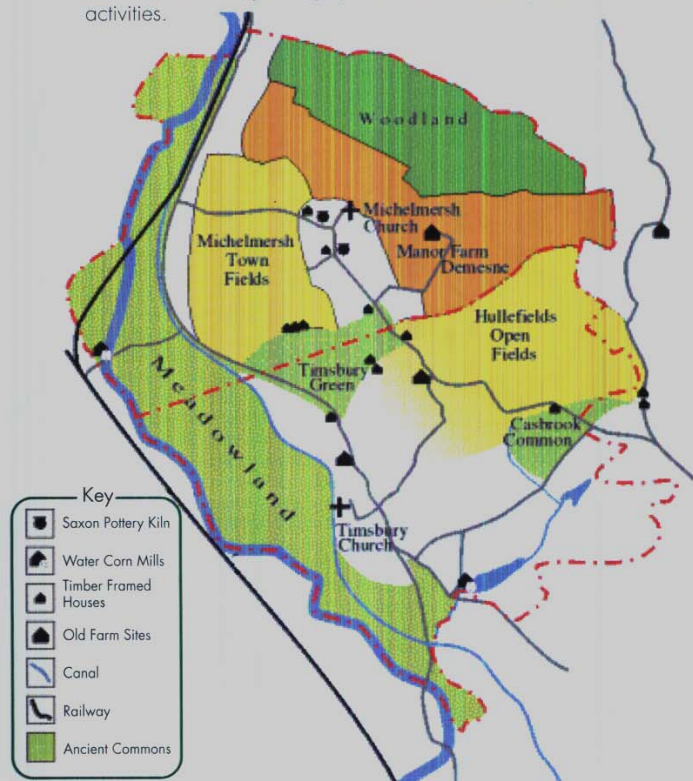 activities.
Woodland
Michelmersh
Church
Manor Farm
Demesne
Michelmersh
Town
Fields
Hullefields
Open
Fields
Timsbury
Green
Casbrook
Common
Meadowland
Timsbury
Church
Key
Saxon Pottery Kiln
Water Corn Mills
Timber Framed
Houses
Old Farm Sites
Canal
Railway
Ancient Commons